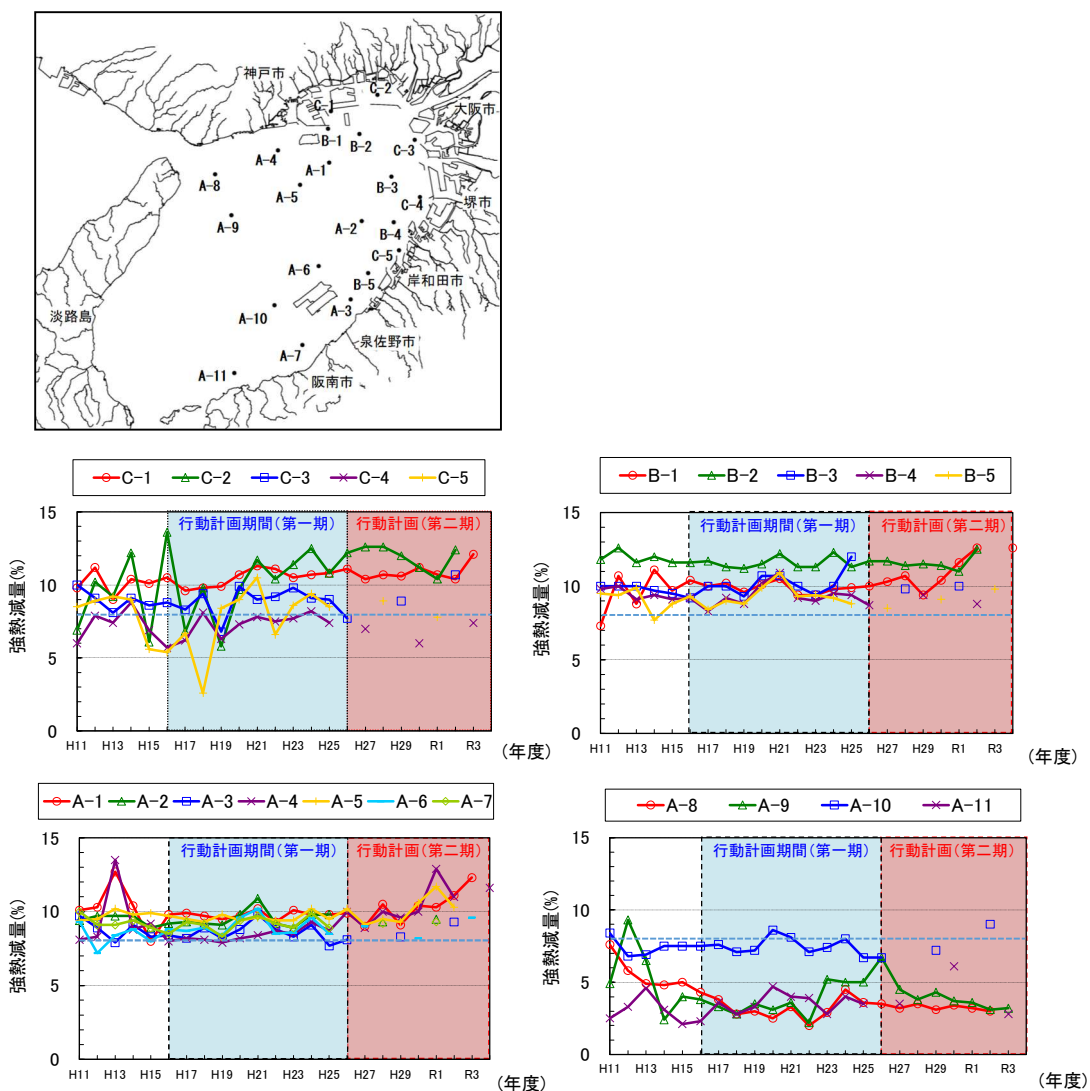 神戸市
C-2
大阪市
C-1
B-1
B-2
C-3
A-4
A-1
A-8
B-3
A-5
C-4
堺市
A-9
A-2
B-4
C-5
A-6
B-5
岸和田市
A-10
A-3
淡路島
泉佐野市
A-7
阪南市
A-11
C-1 C-2 C-3 C-4 C-5
行動計画期間(第一期) 行動計画(第二期)
強熱減量(%)
15
10
5
0
H11 H13 H15 H17 H19 H21 H23 H25 H27 H29 R1 R3
(年度)
B-1 B-2 B-3 B-4 B-5
行動計画期間(第一期) 行動計画(第二期)
強熱減量(%)
15
10
5
0
H11 H13 H15 H17 H19 H21 H23 H25 H27 H29 R1 R3
(年度)
A-1 A-2 A-3 A-4 A-5 A-6 A-7
行動計画期間(第一期) 行動計画(第二期)
強熱減量(%)
15
10
5
0
H11 H13 H15 H17 H19 H21 H23 H25 H27 H29 R1 R3
(年度)
A-8 A-9 A-10 A-11
行動計画期間(第一期) 行動計画(第二期)
強熱減量(%)
15
10
5
0
H11 H13 H15 H17 H19 H21 H23 H25 H27 H29 R1 R3
(年度)